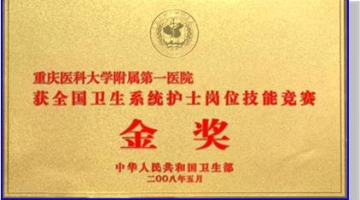 重庆医科大学附属第一医院
获全国卫生系统护士岗位技能竞赛
金奖
中华人民共和国卫生部
二00八年五月